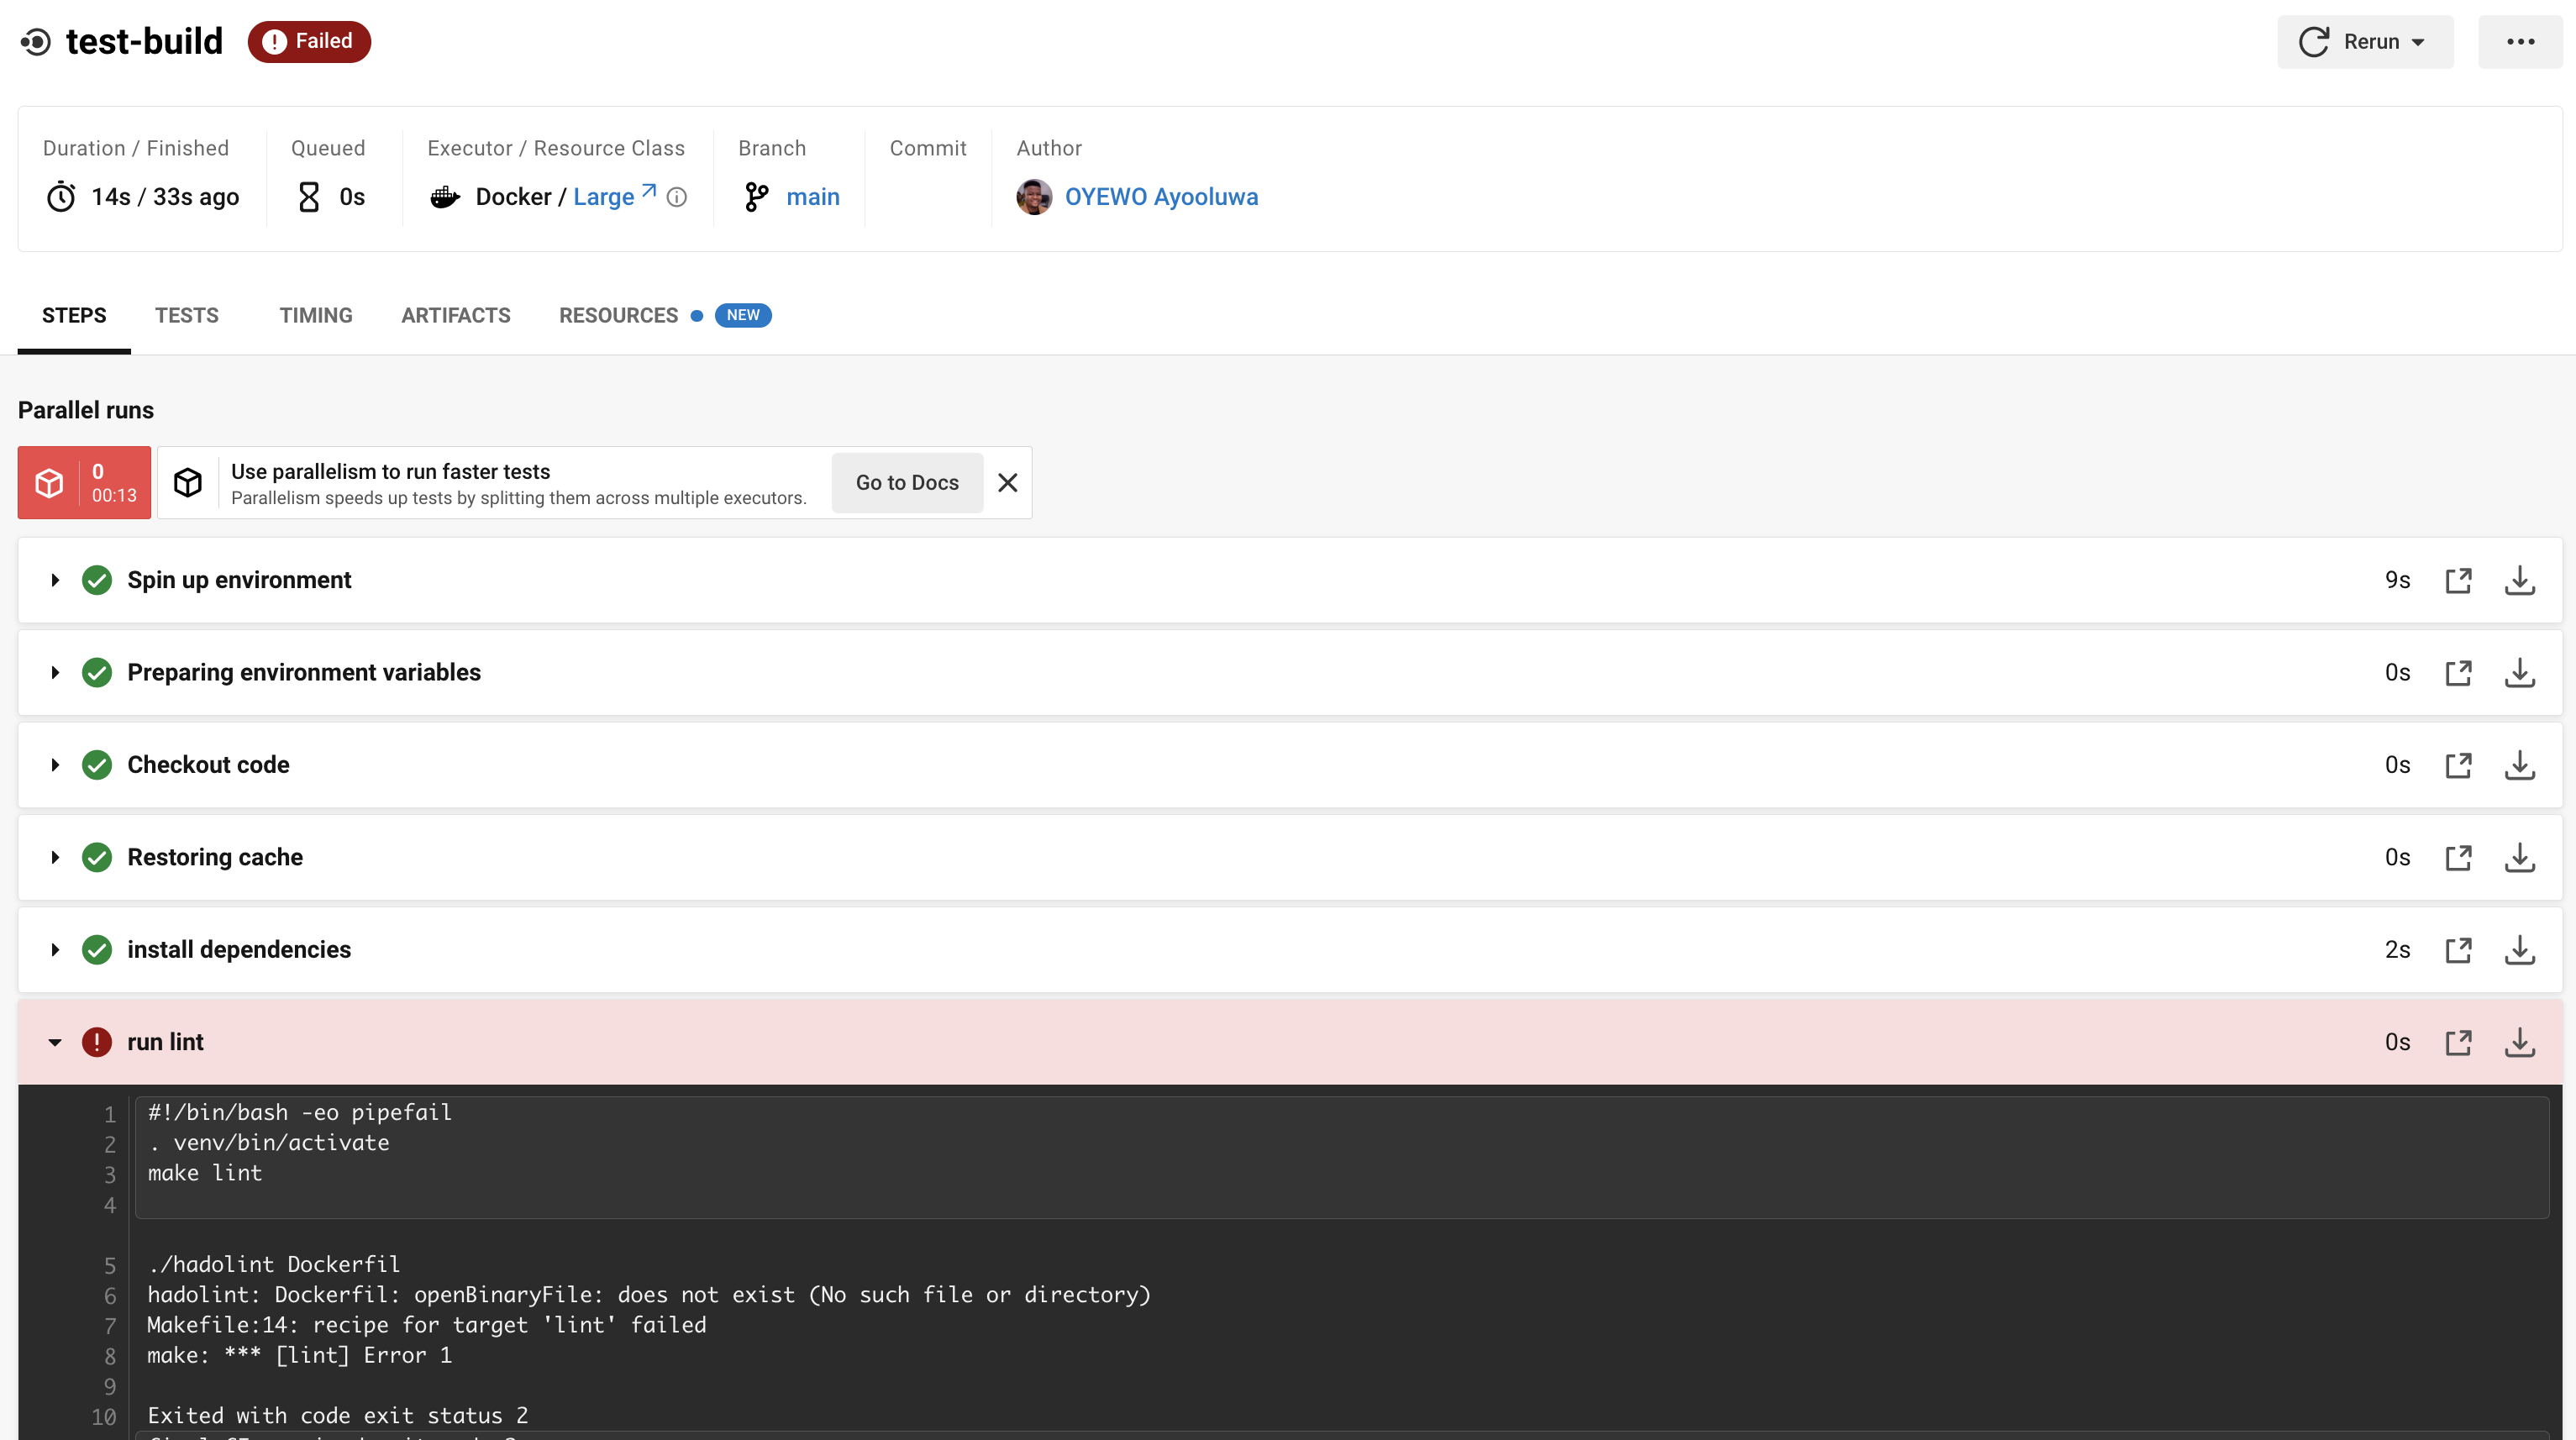 test-build
Failed
Rerun
Duration / Finished
Queued
Executor / Resource Class
Branch
Commit
Author
14s / 33s ago
0s
Docker / Large
main
OYEWO Ayooluwa
STEPS
TESTS
TIMING
ARTIFACTS
RESOURCES
NEW
Parallel runs
0
00:13
Use parallelism to run faster tests
Parallelism speeds up tests by splitting them across multiple executors.
Go to Docs
Spin up environment
9s
Preparing environment variables
0s
Checkout code
0s
Restoring cache
0s
install dependencies
2s
run lint
0s
1 #!/bin/bash -eo pipefail
2 . venv/bin/activate
3 make lint
4
5 ./hadolint Dockerfil
6 hadolint: Dockerfil: openBinaryFile: does not exist (No such file or directory)
7 Makefile:14: recipe for target 'lint' failed
8 make: *** [lint] Error 1
9
10 Exited with code exit status 2